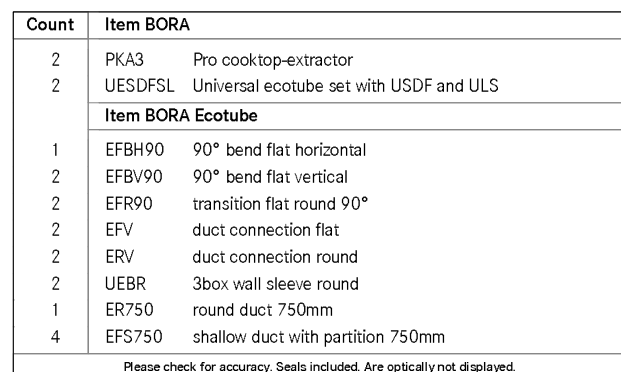 Count Item BORA
2 PKA3 Pro cooktop-extractor
2 UESDFSL Universal ecotube set with USDF and ULS
Item BORA Ecotube
1 EFBH90 90° bend flat horizontal
2 EFBV90 90° bend flat vertical
2 EFR90 transition flat round 90°
2 EFV duct connection flat
2 ERV duct connection round
2 UEBR 3box wall sleeve round
1 ER750 round duct 750mm
4 EFS750 shallow duct with partition 750mm
Please check for accuracy. Seals included. Are optically not displayed.